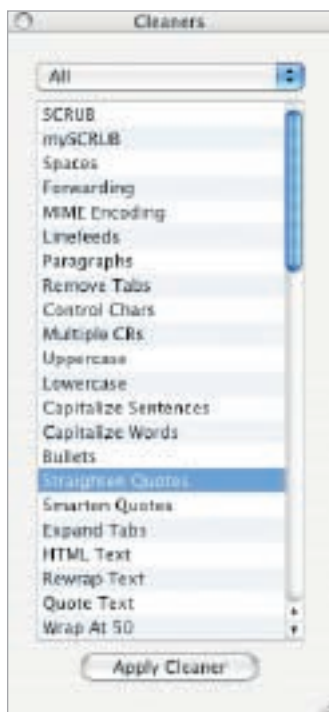 Cleaners
All
SCRUB
mySCRUB
Spaces
Forwarding
MIME Encoding
Linefeeds
Paragraphs
Remove Tabs
Control Chars
Multiple CRs
Uppercase
Lowercase
Capitalize Sentences
Capitalize Words
Bullets
Straighten Quotes
Smarten Quotes
Expand Tabs
HTML Text
Rewrap Text
Quote Text
Wrap At 50
Apply Cleaner